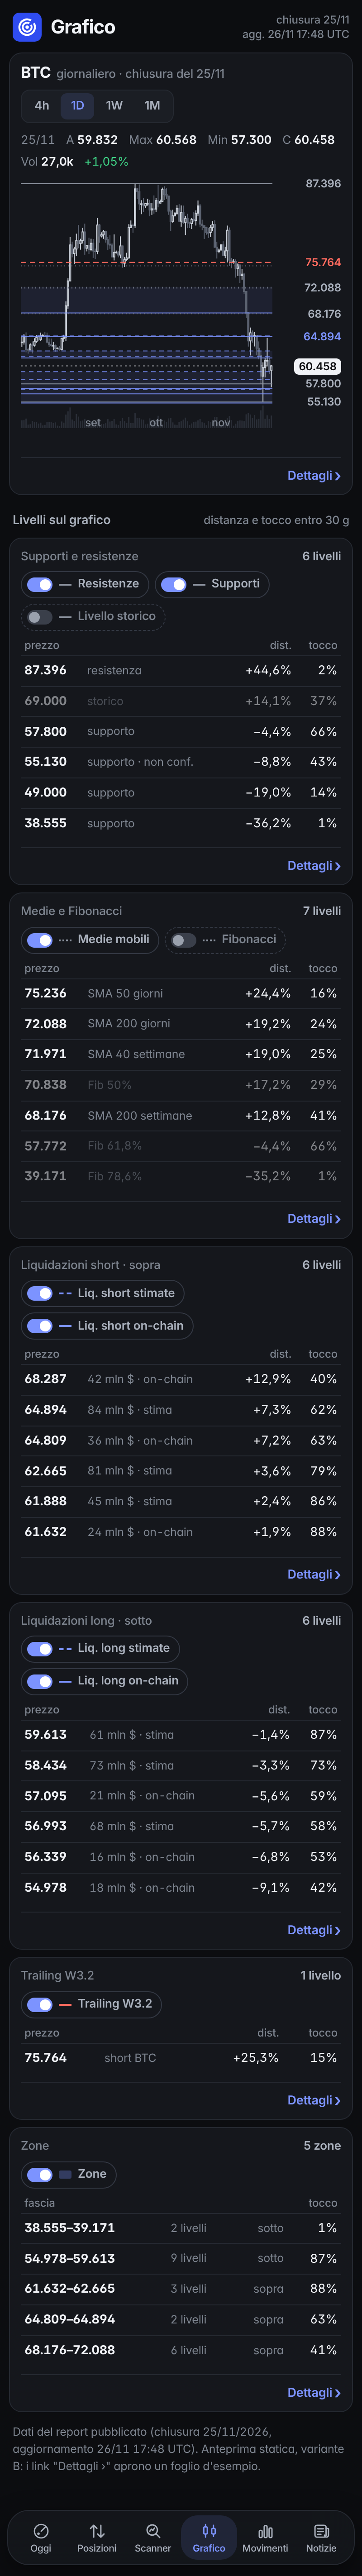 Grafico
chiusura 25/11
agg. 26/11 17:48 UTC
BTC giornaliero · chiusura del 25/11
4h 1D 1W 1M
25/11 A 59.832 Max 60.568 Min 57.300 C 60.458
Vol 27,0k +1,05%
87.396
75.764
72.088
68.176
64.894
60.458
57.800
55.130
set ott nov
Dettagli ›
Livelli sul grafico distanza e tocco entro 30 g
Supporti e resistenze 6 livelli
Resistenze Supporti
Livello storico
prezzo dist. tocco
87.396 resistenza +44,6% 2%
69.000 storico +14,1% 37%
57.800 supporto −4,4% 66%
55.130 supporto · non conf. −8,8% 43%
49.000 supporto −19,0% 14%
38.555 supporto −36,2% 1%
Dettagli ›
Medie e Fibonacci 7 livelli
Medie mobili Fibonacci
prezzo dist. tocco
75.236 SMA 50 giorni +24,4% 16%
72.088 SMA 200 giorni +19,2% 24%
71.971 SMA 40 settimane +19,0% 25%
70.838 Fib 50% +17,2% 29%
68.176 SMA 200 settimane +12,8% 41%
57.772 Fib 61,8% −4,4% 66%
39.171 Fib 78,6% −35,2% 1%
Dettagli ›
Liquidazioni short · sopra 6 livelli
Liq. short stimate
Liq. short on-chain
prezzo dist. tocco
68.287 42 mln $ · on-chain +12,9% 40%
64.894 84 mln $ · stima +7,3% 62%
64.809 36 mln $ · on-chain +7,2% 63%
62.665 81 mln $ · stima +3,6% 79%
61.888 45 mln $ · stima +2,4% 86%
61.632 24 mln $ · on-chain +1,9% 88%
Dettagli ›
Liquidazioni long · sotto 6 livelli
Liq. long stimate
Liq. long on-chain
prezzo dist. tocco
59.613 61 mln $ · stima −1,4% 87%
58.434 73 mln $ · stima −3,3% 73%
57.095 21 mln $ · on-chain −5,6% 59%
56.993 68 mln $ · stima −5,7% 58%
56.339 16 mln $ · on-chain −6,8% 53%
54.978 18 mln $ · on-chain −9,1% 42%
Dettagli ›
Trailing W3.2 1 livello
Trailing W3.2
prezzo dist. tocco
75.764 short BTC +25,3% 15%
Dettagli ›
Zone 5 zone
Zone
fascia tocco
38.555–39.171 2 livelli sotto 1%
54.978–59.613 9 livelli sotto 87%
61.632–62.665 3 livelli sopra 88%
64.809–64.894 2 livelli sopra 63%
68.176–72.088 6 livelli sopra 41%
Dettagli ›
Dati del report pubblicato (chiusura 25/11/2026,
aggiornamento 26/11 17:48 UTC). Anteprima statica, variante
B: i link "Dettagli ›" aprono un foglio d'esempio.
Oggi Posizioni Scanner Grafico Movimenti Notizie